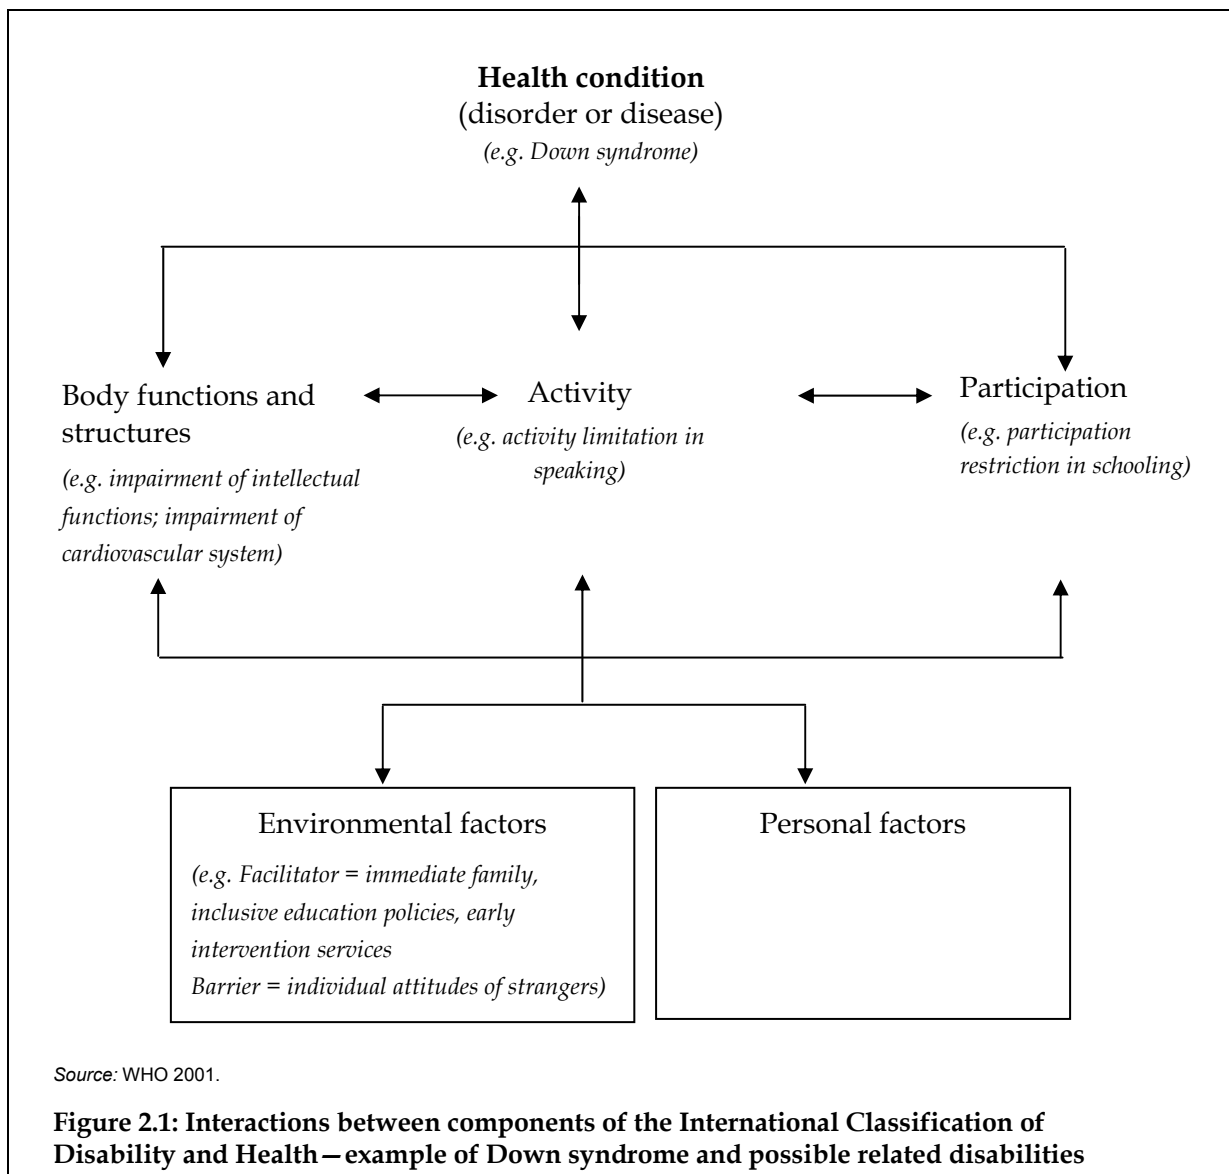 Health condition
(disorder or disease)
(e.g. Down syndrome)
Body functions and
structures
(e.g. impairment of intellectual
functions; impairment of
cardiovascular system)
Activity
(e.g. activity limitation in
speaking)
Participation
(e.g. participation
restriction in schooling)
Environmental factors
(e.g. Facilitator = immediate family,
inclusive education policies, early
intervention services
Barrier = individual attitudes of strangers)
Personal factors
Source: WHO 2001.
Figure 2.1: Interactions between components of the International Classification of
Disability and Health—example of Down syndrome and possible related disabilities